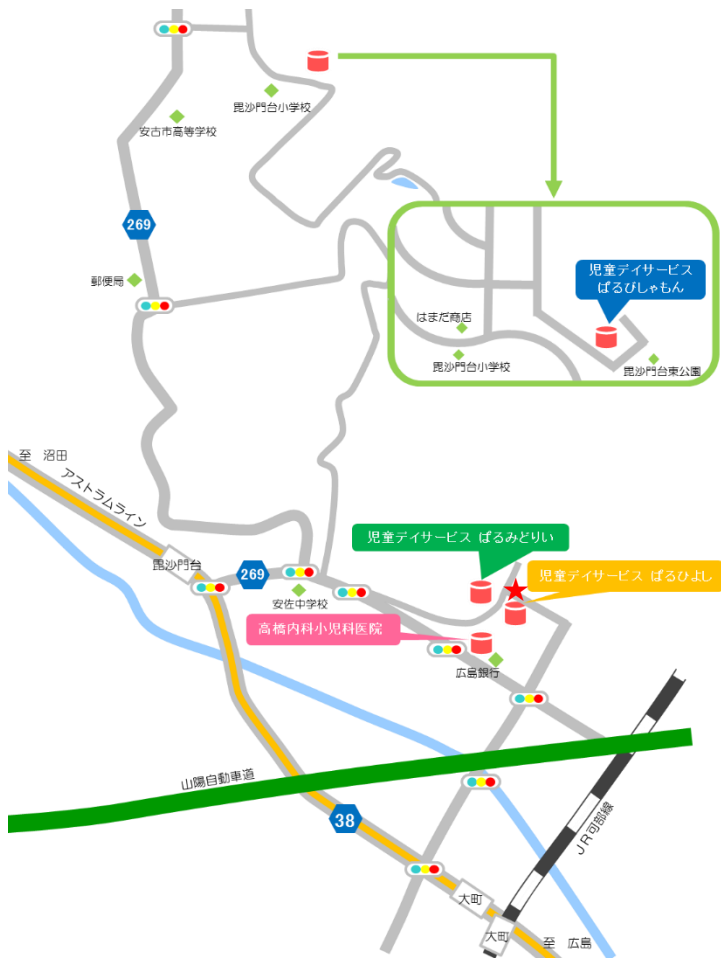 毘沙門台小学校
安古市高等学校
269
郵便局
児童デイサービス
ぱるびしゃもん
はまだ商店
毘沙門台小学校
毘沙門台東公園
至 沼田
アストラムライン
毘沙門台
269
安佐中学校
児童デイサービス ぱるみどりい
児童デイサービス ぱるひよし
高橋内科小児科医院
広島銀行
山陽自動車道
38
JR可部線
大町
大町
至 広島